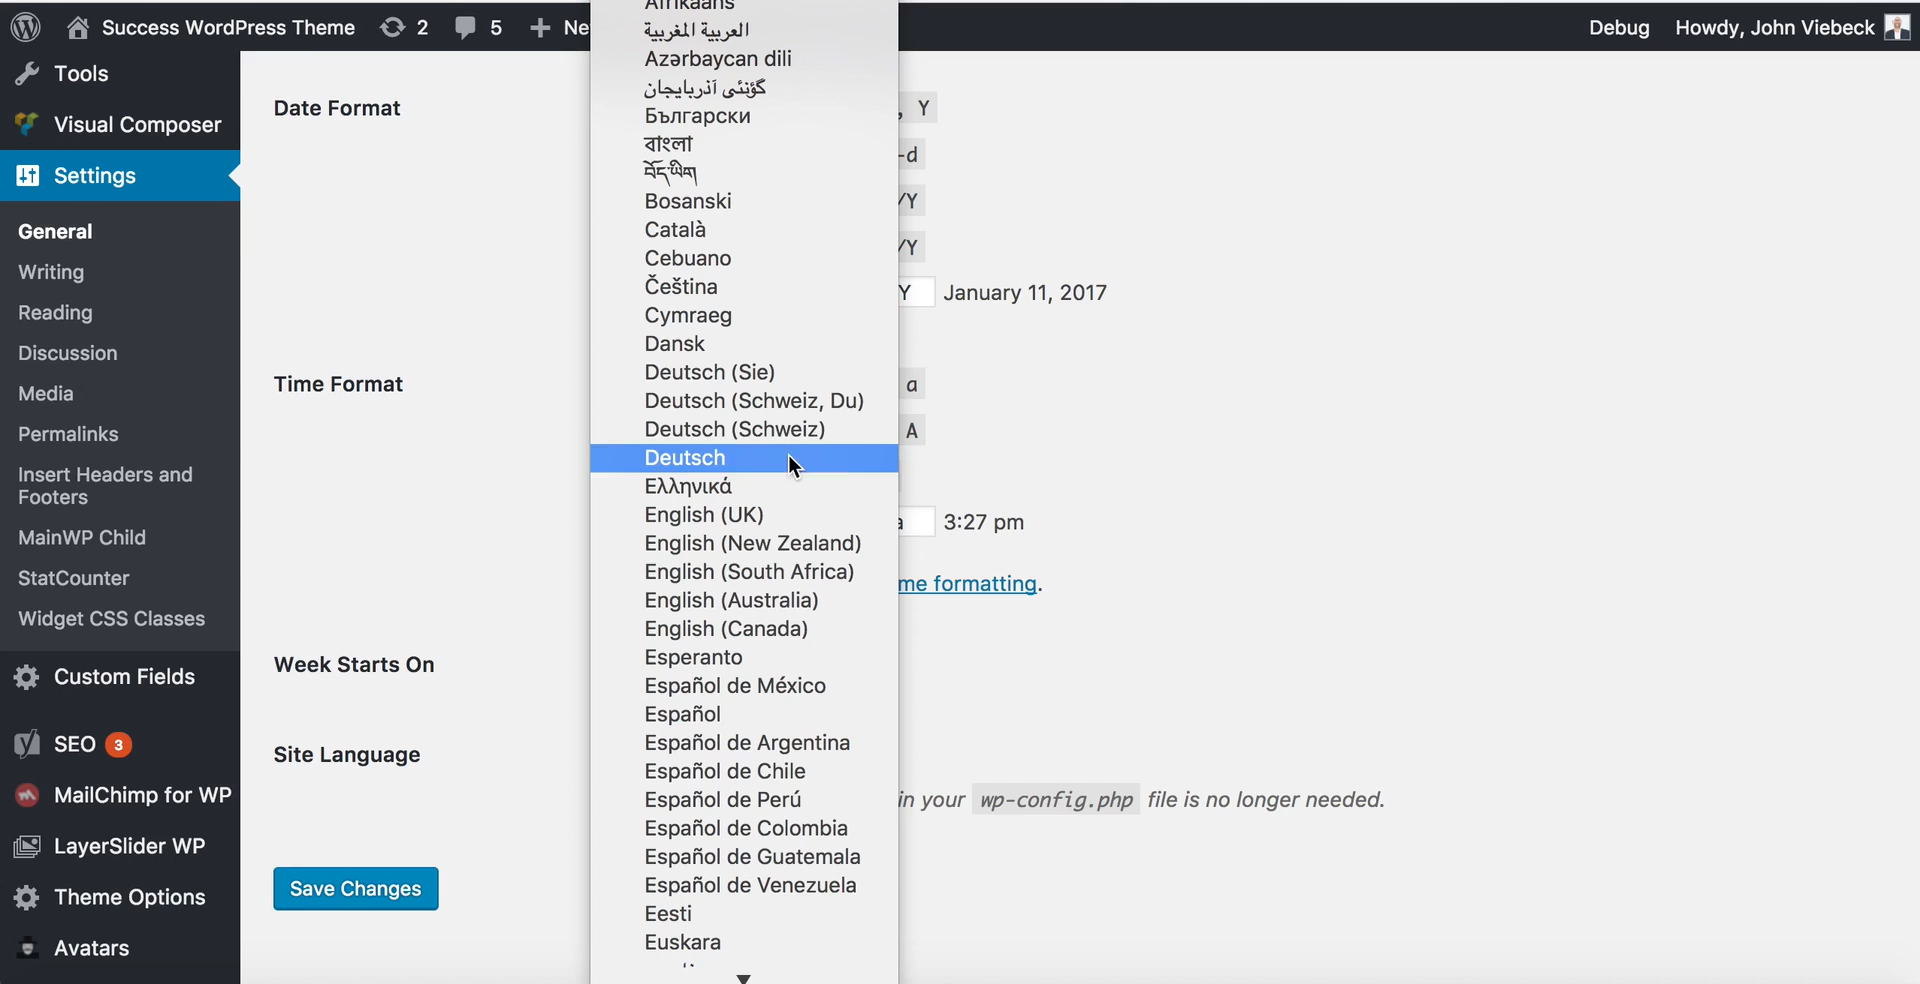 Success WordPress Theme 2 5
Debug Howdy, John Viebeck
Tools
Visual Composer
Settings
General
Writing
Reading
Discussion
Media
Permalinks
Insert Headers and
Footers
MainWP Child
StatCounter
Widget CSS Classes
Custom Fields
SEO 3
MailChimp for WP
LayerSlider WP
Theme Options
Avatars
Date Format
Time Format
Week Starts On
Site Language
Save Changes
Afrikaans
العربية المغربية
Azərbaycan dili
گؤنئی آذربایجان
Български
বাংলা
བོད་ཡིག
Bosanski
Català
Cebuano
Čeština
Cymraeg
Dansk
Deutsch (Sie)
Deutsch (Schweiz, Du)
Deutsch (Schweiz)
Deutsch
Ελληνικά
English (UK)
English (New Zealand)
English (South Africa)
English (Australia)
English (Canada)
Esperanto
Español de México
Español
Español de Argentina
Español de Chile
Español de Perú
Español de Colombia
Español de Guatemala
Español de Venezuela
Eesti
Euskara
, Y
-d
/Y
/Y
Y January 11, 2017
a
A
a 3:27 pm
me formatting.
in your wp-config.php file is no longer needed.